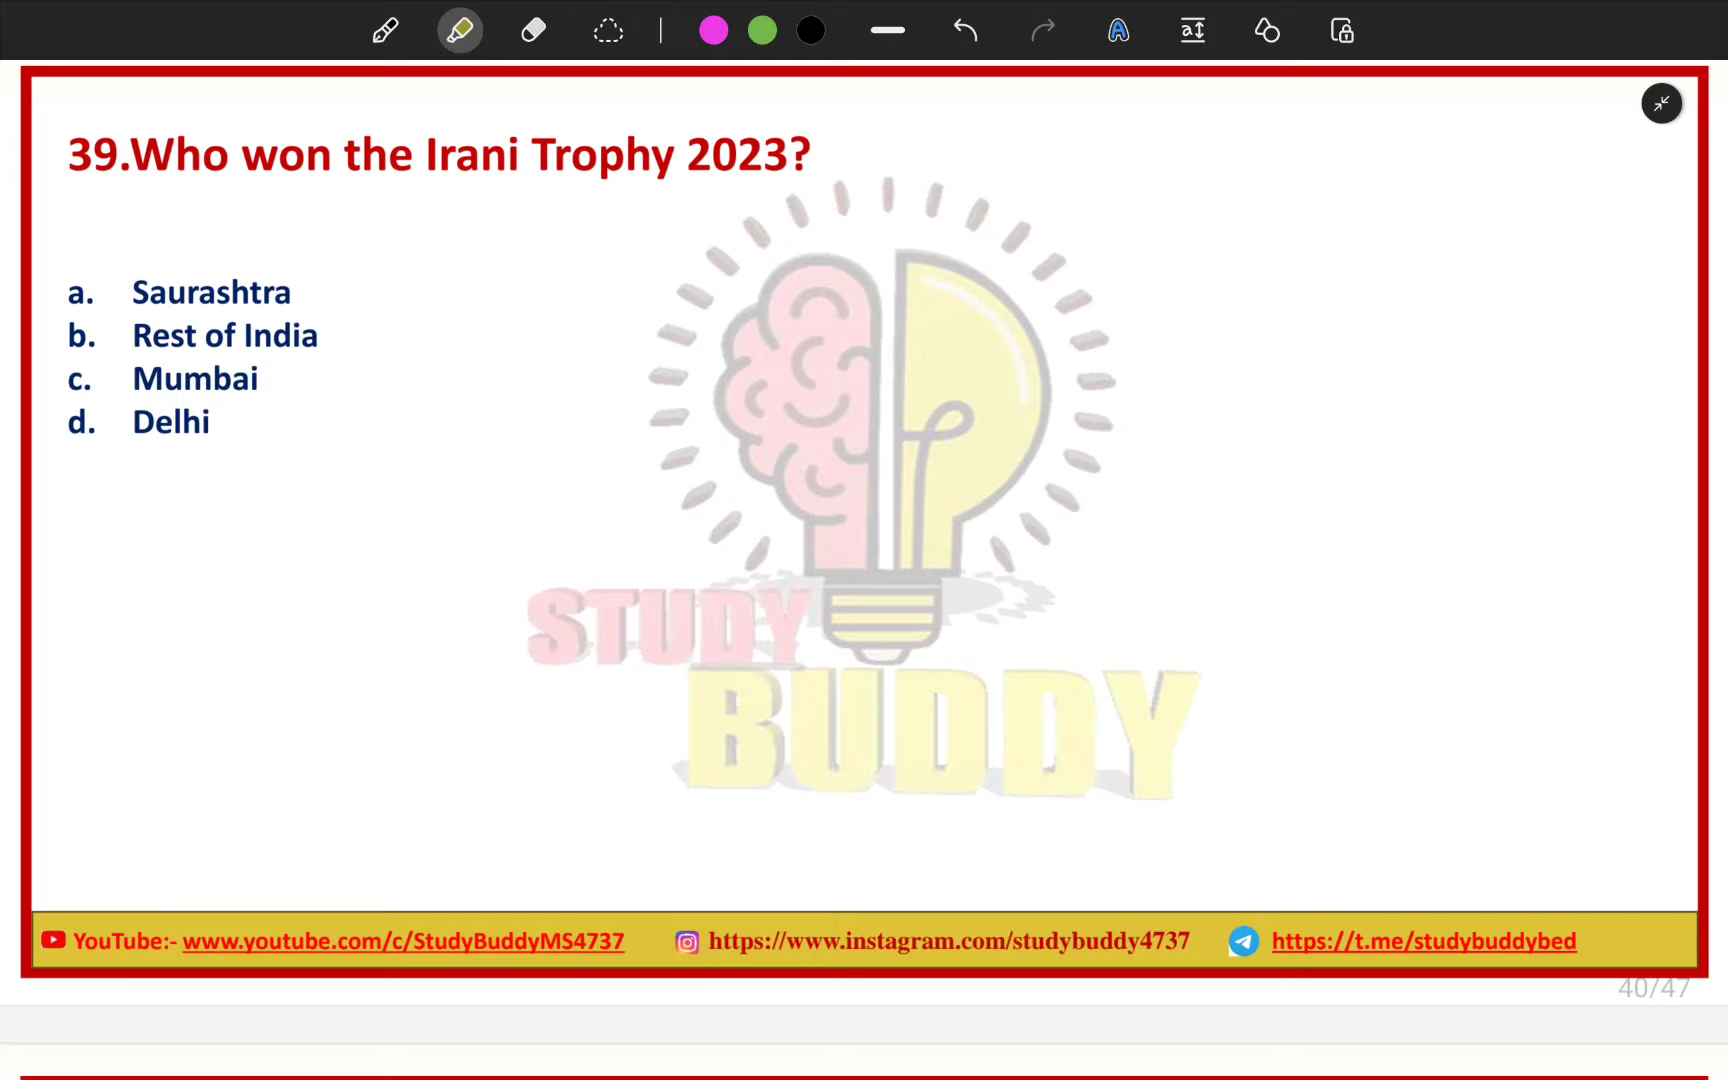 39.Who won the Irani Trophy 2023?
a. Saurashtra
b. Rest of India
c. Mumbai
d. Delhi
STUDY
BUDDY
YouTube:- www.youtube.com/c/StudyBuddyMS4737 https://www.instagram.com/studybuddy4737 https://t.me/studybuddybed
40/47